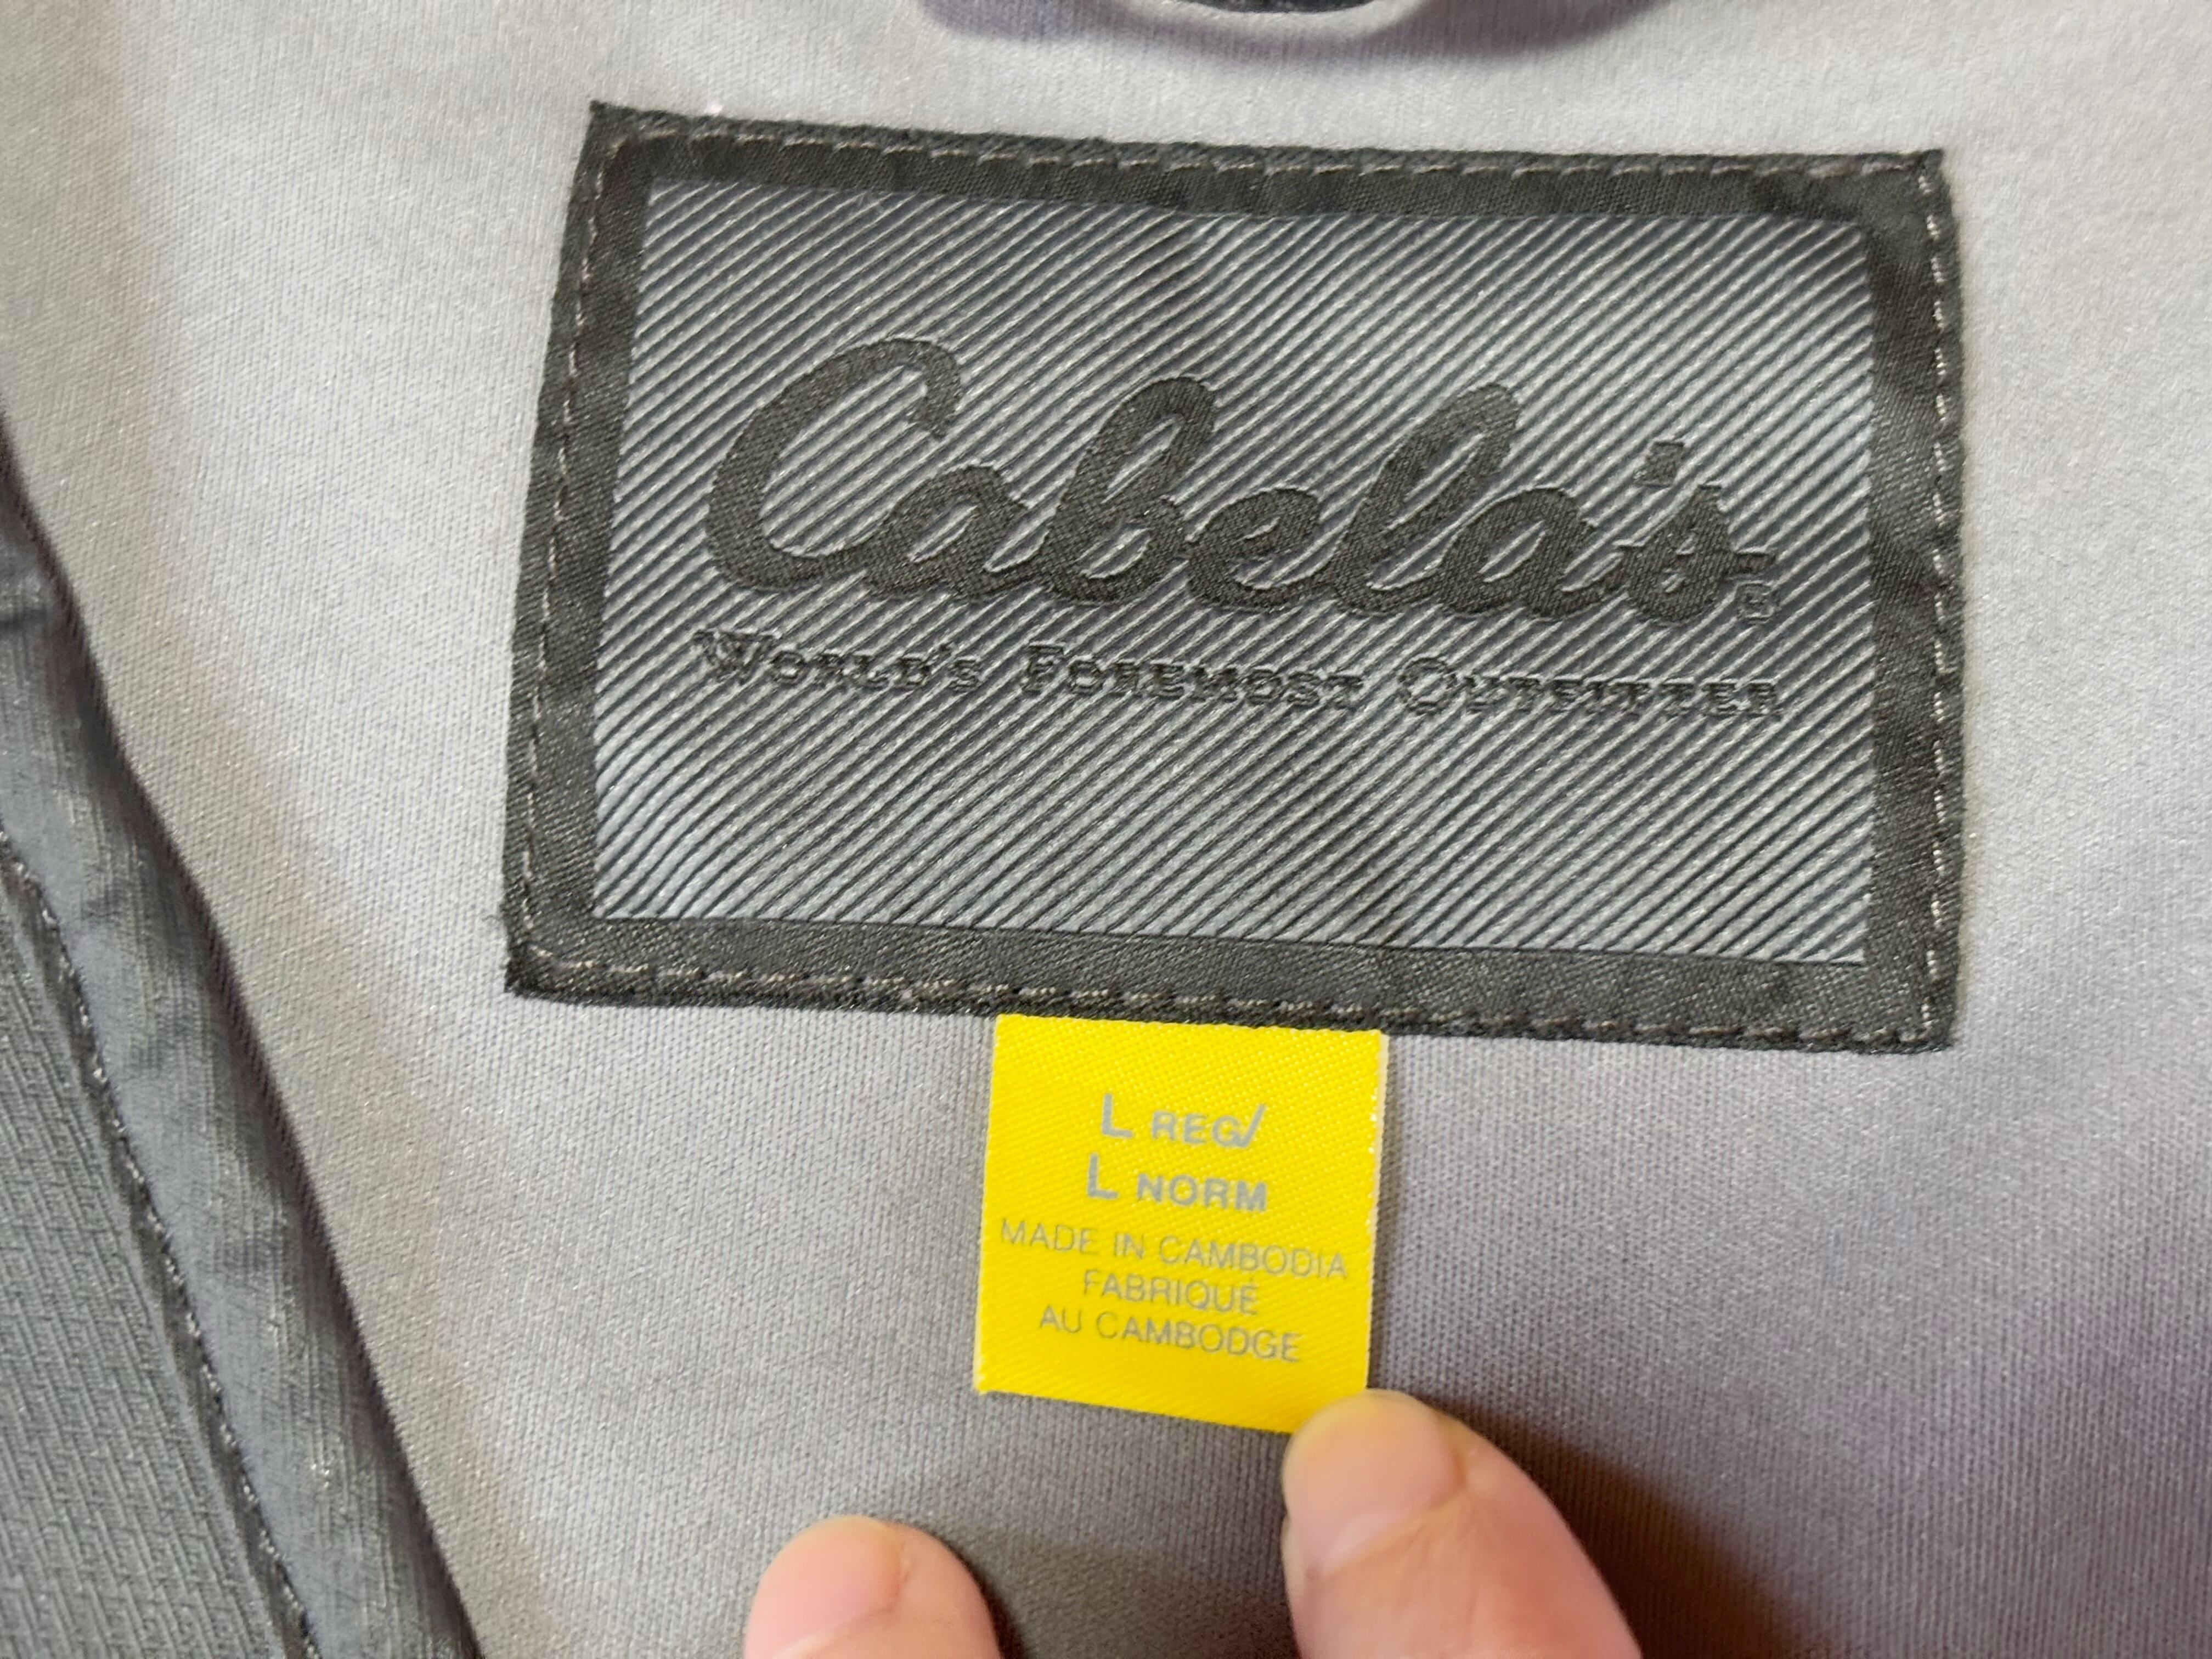 Cabela's
World's Foremost Outfitter
L REG/
L NORM
MADE IN CAMBODIA
FABRIQUÉ
AU CAMBODGE